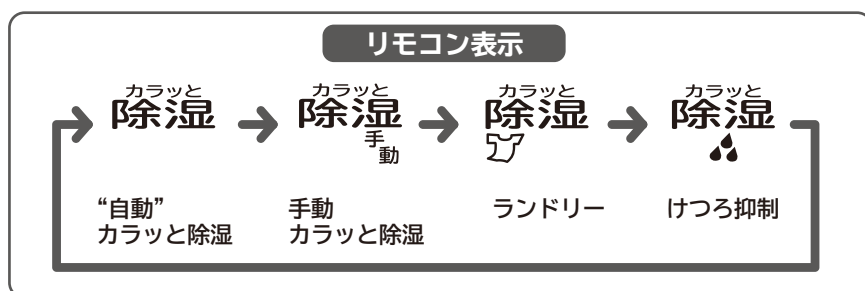 リモコン表示
カラッと
除湿
カラッと
除湿
手動
カラッと
除湿
カラッと
除湿
“自動”
カラッと除湿
手動
カラッと除湿
ランドリー
けつろ抑制